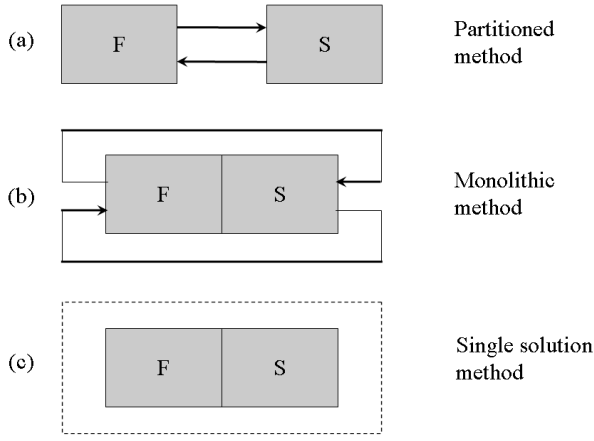 (a)
F
S
Partitioned
method
(b)
F
S
Monolithic
method
(c)
F
S
Single solution
method